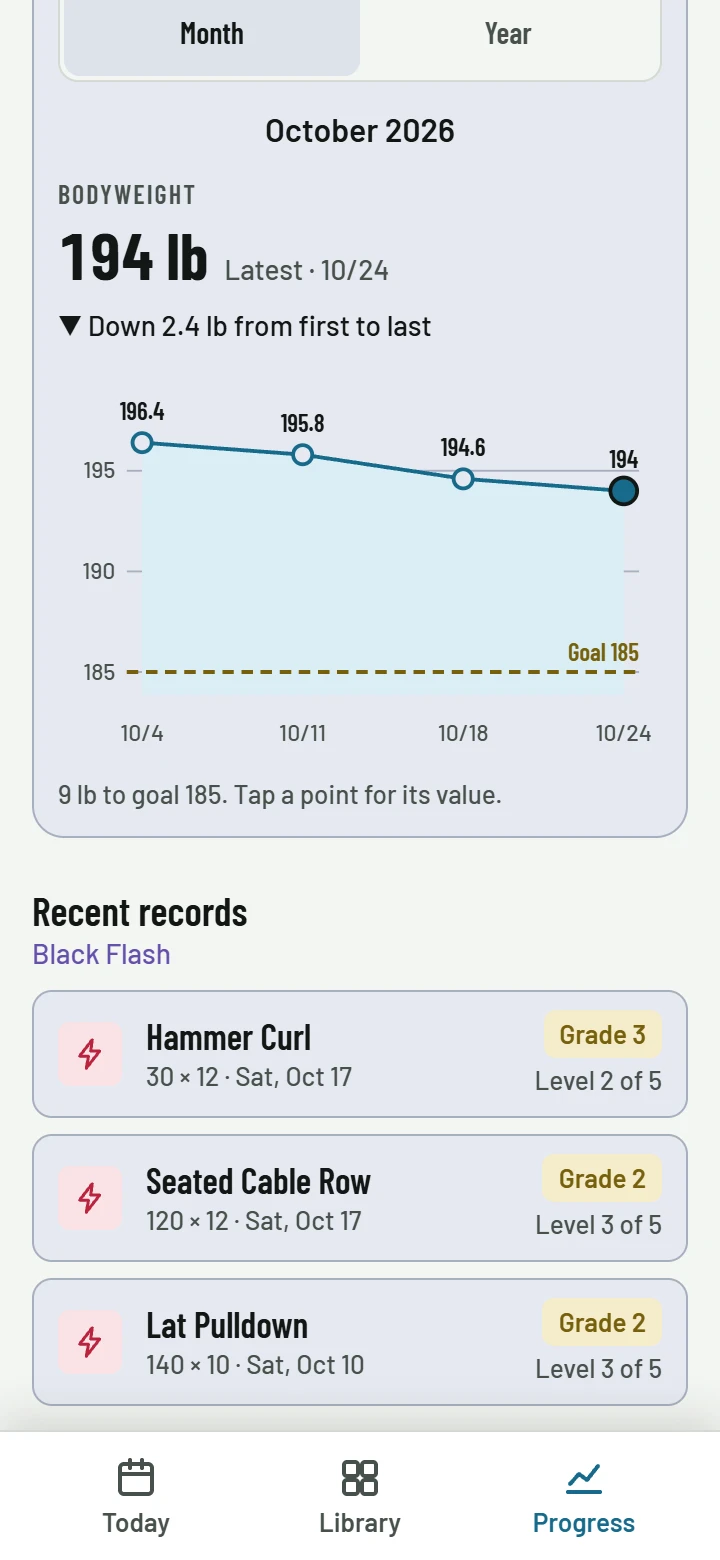 Month Year
October 2026
BODYWEIGHT
194 lb Latest · 10/24
▼ Down 2.4 lb from first to last
196.4
195.8
194.6
194
195
190
Goal 185
185
10/4 10/11 10/18 10/24
9 lb to goal 185. Tap a point for its value.
Recent records
Black Flash
Hammer Curl
30 × 12 · Sat, Oct 17
Grade 3
Level 2 of 5
Seated Cable Row
120 × 12 · Sat, Oct 17
Grade 2
Level 3 of 5
Lat Pulldown
140 × 10 · Sat, Oct 10
Grade 2
Level 3 of 5
Today Library Progress